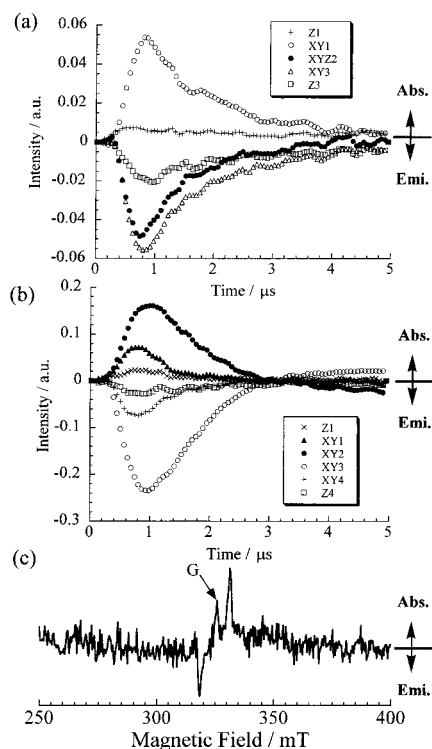 (a)
0.06
0.04
0.02
0
-0.02
-0.04
-0.06
Intensity / a.u.
Z1
XY1
XYZ2
XY3
Z3
Abs.
Emi.
0 1 2 3 4 5
Time / μs
(b)
0.2
0.1
0
-0.1
-0.2
-0.3
Intensity / a.u.
Z1
XY1
XY2
XY3
XY4
Z4
Abs.
Emi.
0 1 2 3 4 5
Time / μs
(c)
G
Abs.
Emi.
250 300 350 400
Magnetic Field / mT